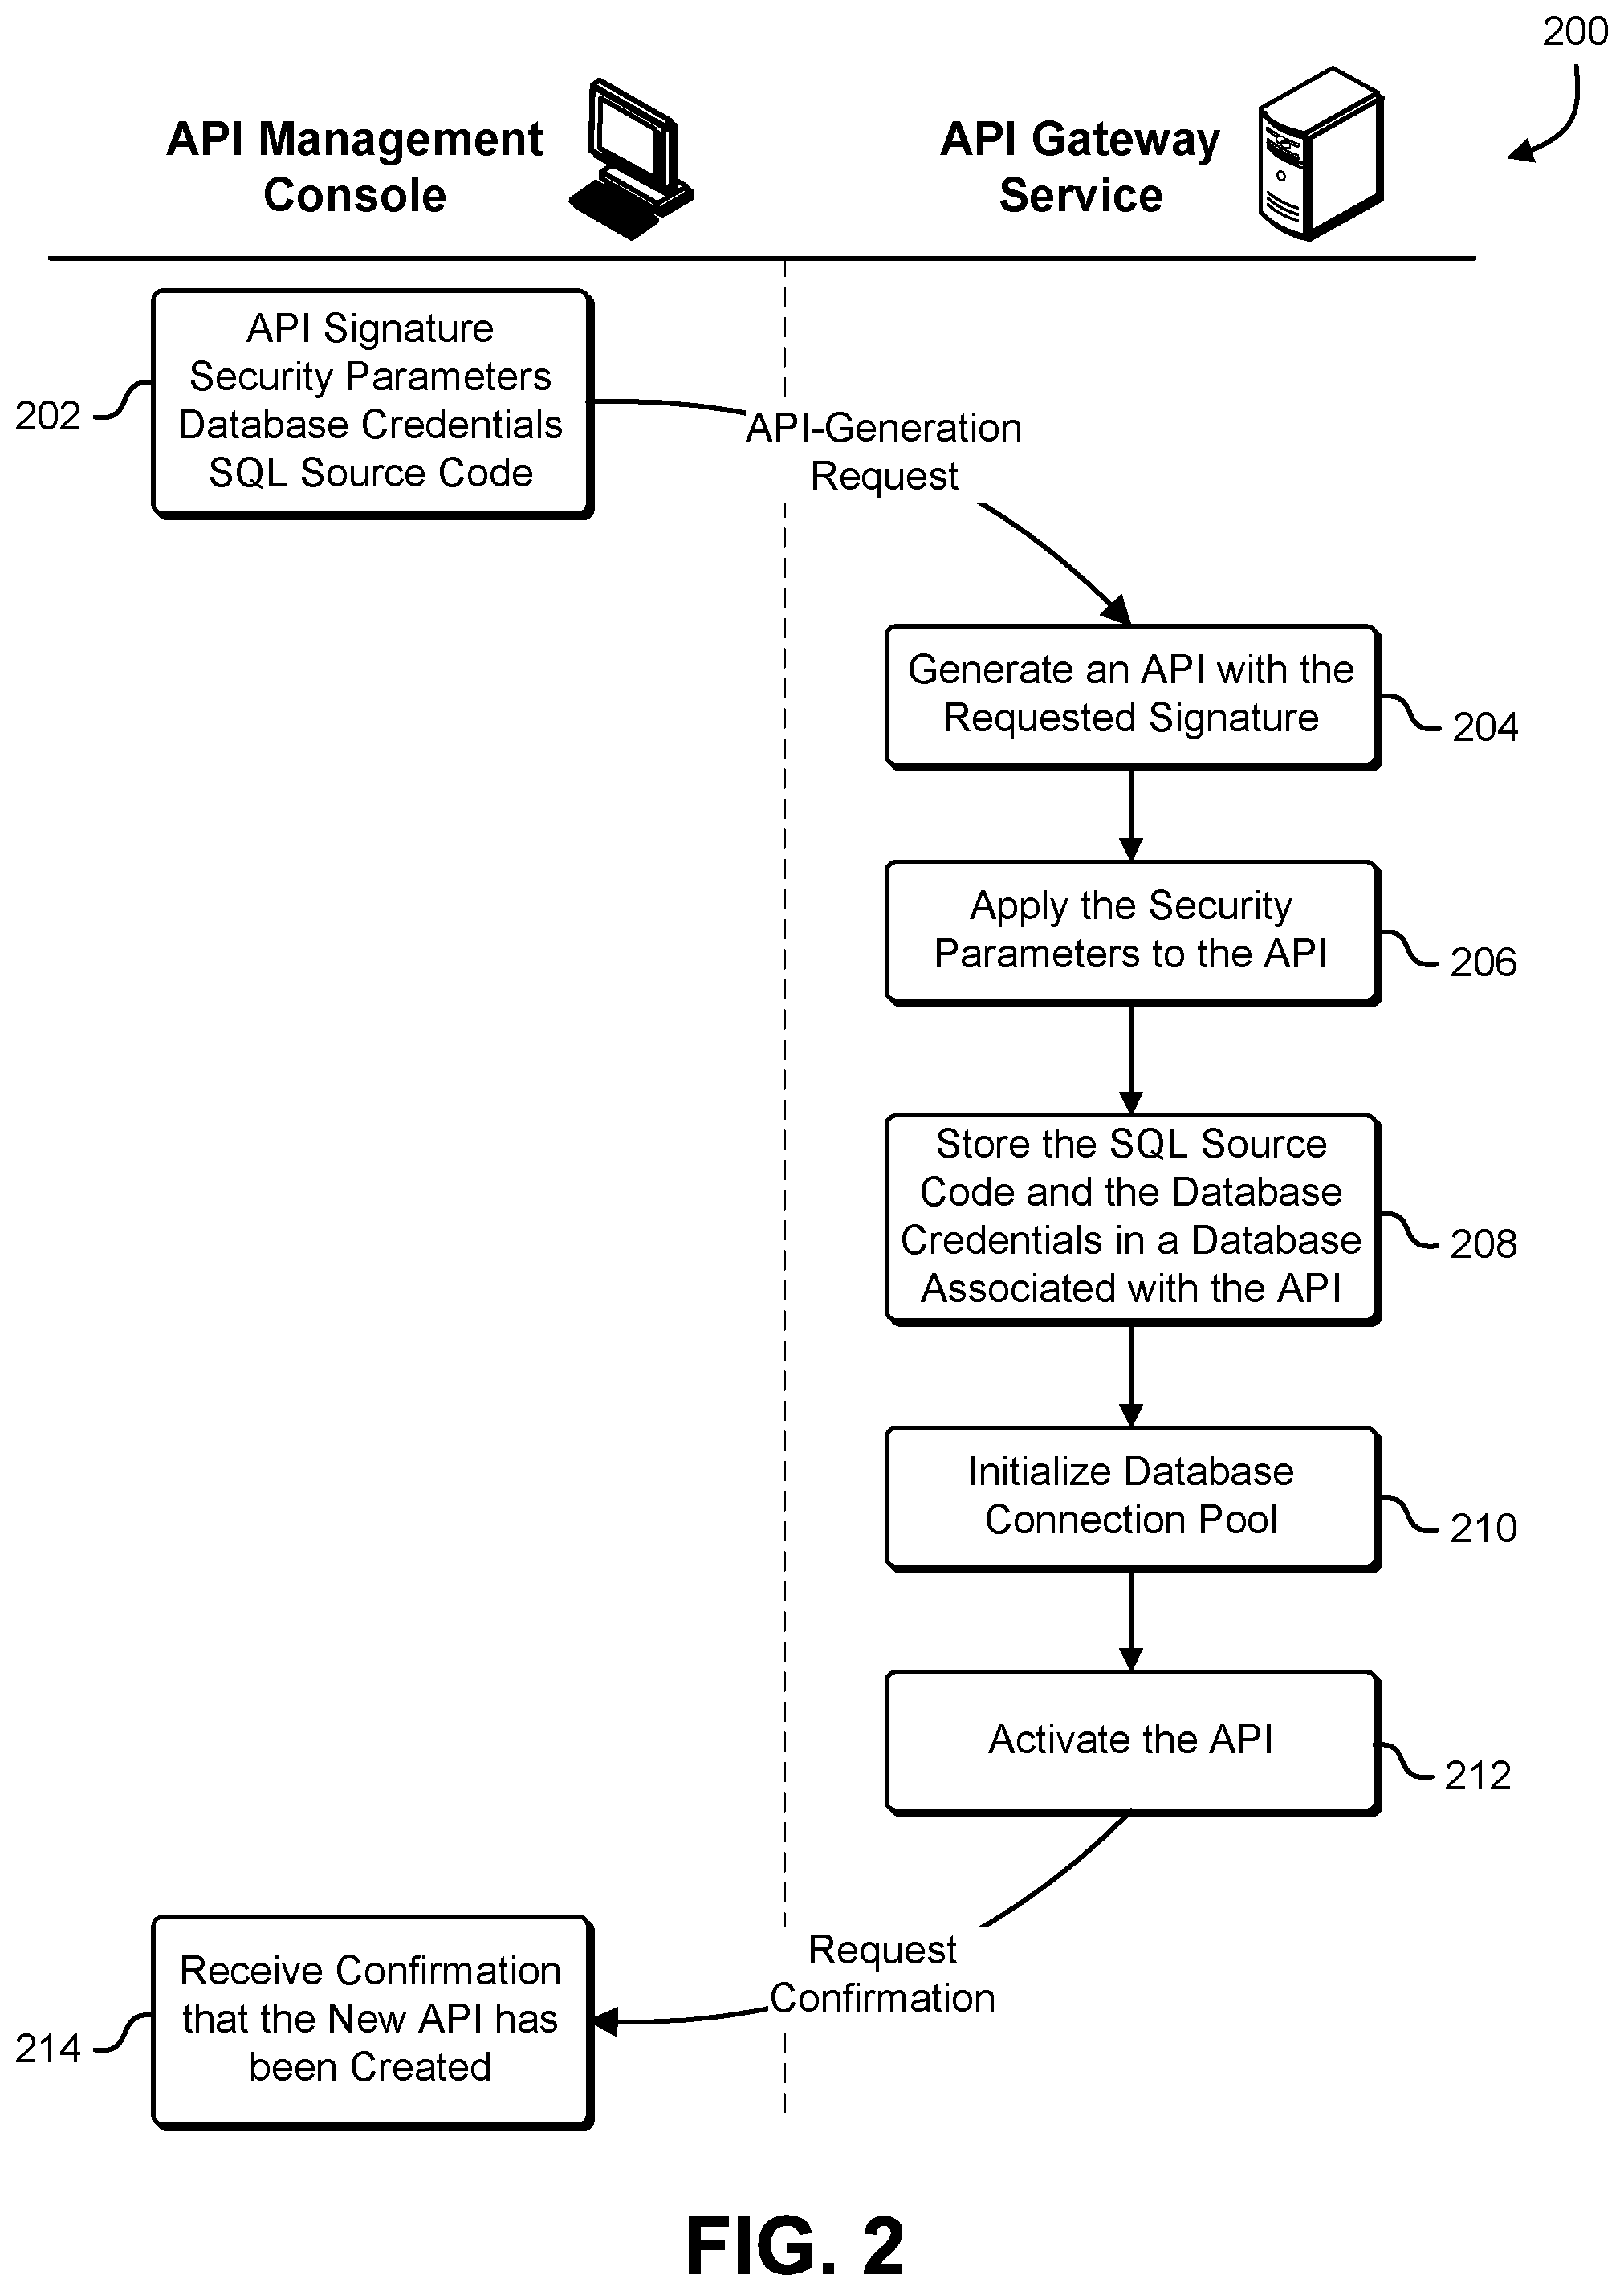 200
API Management
Console
API Gateway
Service
API Signature
Security Parameters
Database Credentials
SQL Source Code
202
API-Generation
Request
Generate an API with the
Requested Signature
204
Apply the Security
Parameters to the API
206
Store the SQL Source
Code and the Database
Credentials in a Database
Associated with the API
208
Initialize Database
Connection Pool
210
Activate the API
212
Request
Confirmation
Receive Confirmation
that the New API has
been Created
214
FIG. 2